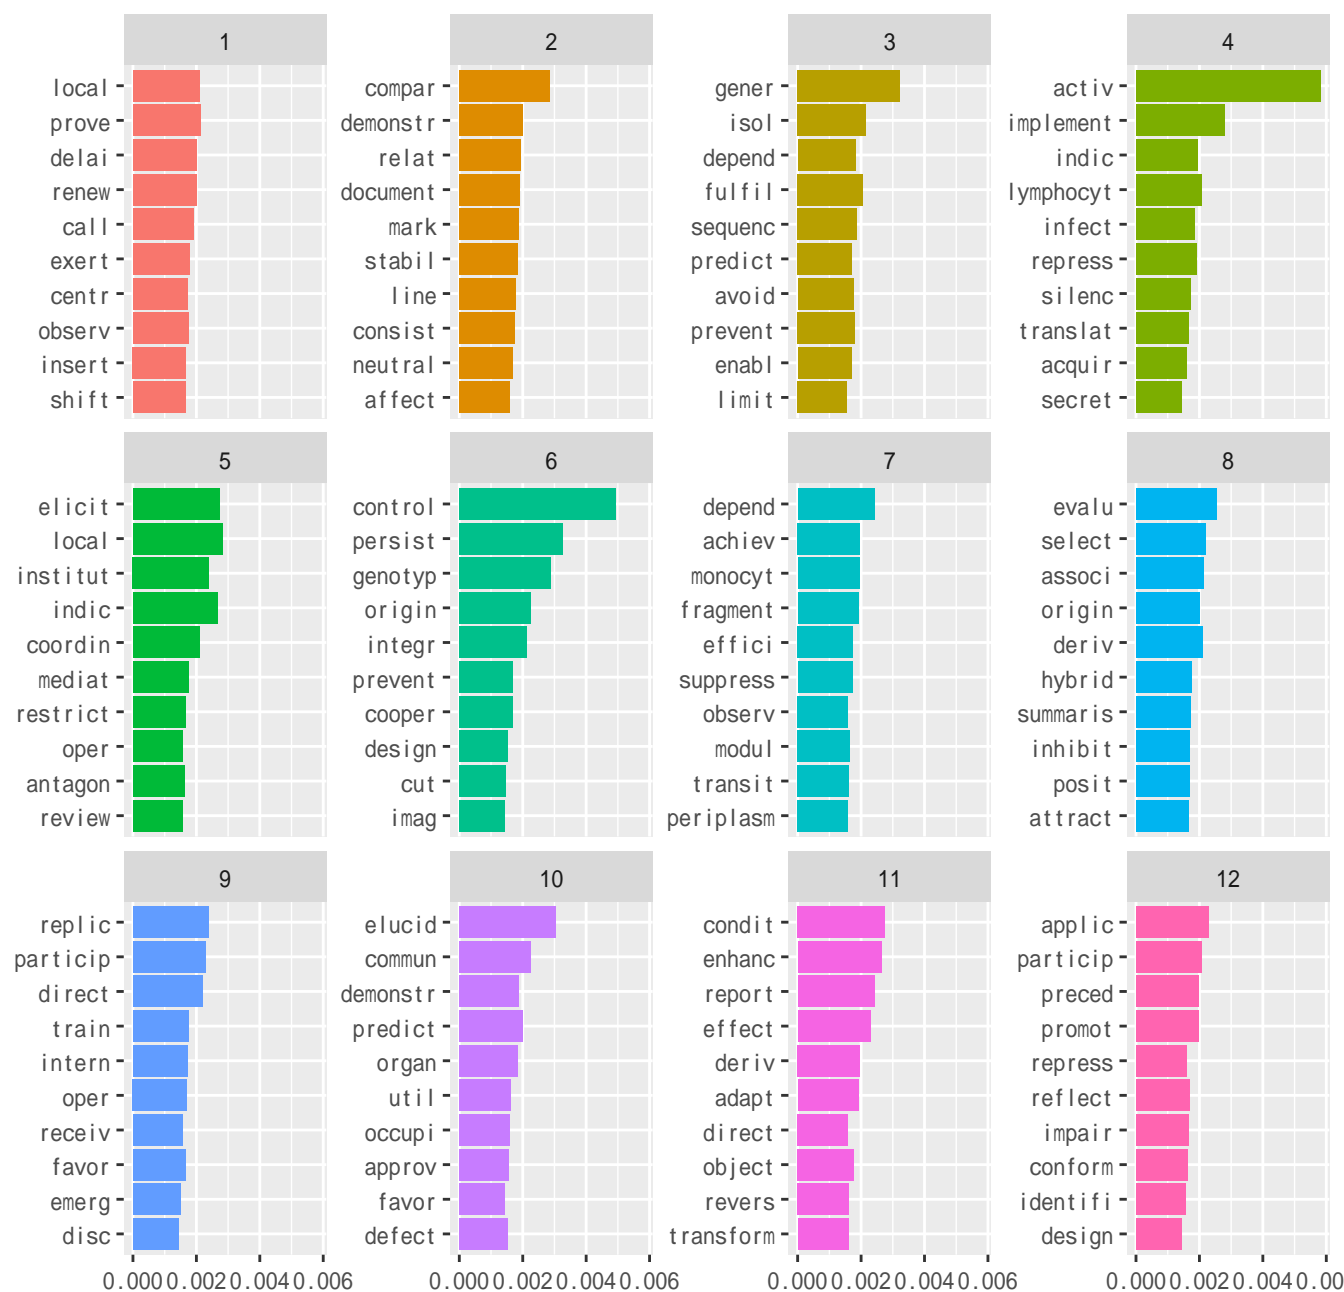 1 2 3 4
local compar gener activ
prove demonstr isol implement
delai relat depend indic
renew document fulfil lymphocyt
call mark sequenc infect
exert stabil predict repress
centr line avoid silenc
observ consist prevent translat
insert neutral enabl acquir
shift affect limit secret
5 6 7 8
elicit control depend evalu
local persist achiev select
institut genotyp monocyt associ
indic origin fragment origin
coordin integr effici deriv
mediat prevent suppress hybrid
restrict cooper observ summaris
oper design modul inhibit
antagon cut transit posit
review imag periplasm attract
9 10 11 12
replic elucid condit applic
particip commun enhanc particip
direct demonstr report preced
train predict effect promot
intern organ deriv repress
oper util adapt reflect
receiv occupi direct impair
favor approv object conform
emerg favor revers identifi
disc defect transform design
0.000 0.002 0.004 0.006 0.000 0.002 0.004 0.006 0.000 0.002 0.004 0.006 0.000 0.002 0.004 0.00